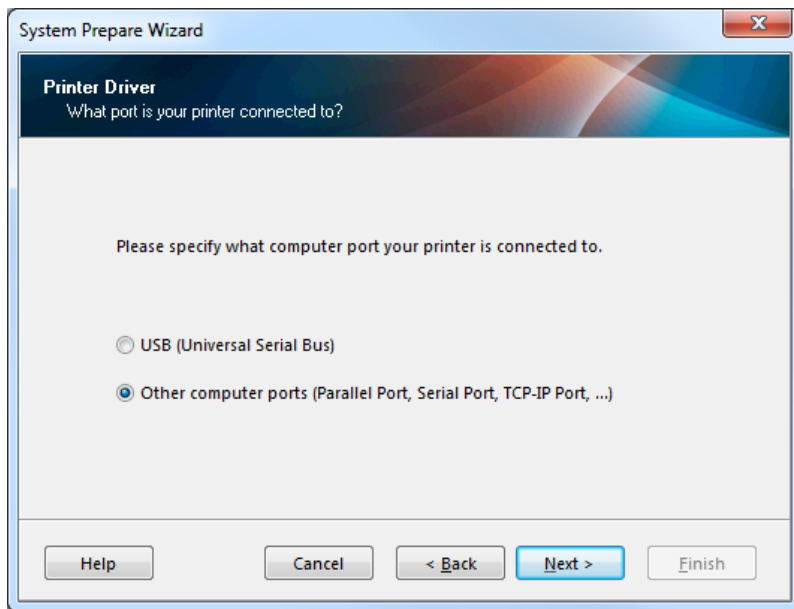 System Prepare Wizard
Printer Driver
What port is your printer connected to?
Please specify what computer port your printer is connected to.
USB (Universal Serial Bus)
Other computer ports (Parallel Port, Serial Port, TCP-IP Port, ...)
Help Cancel < Back Next > Finish